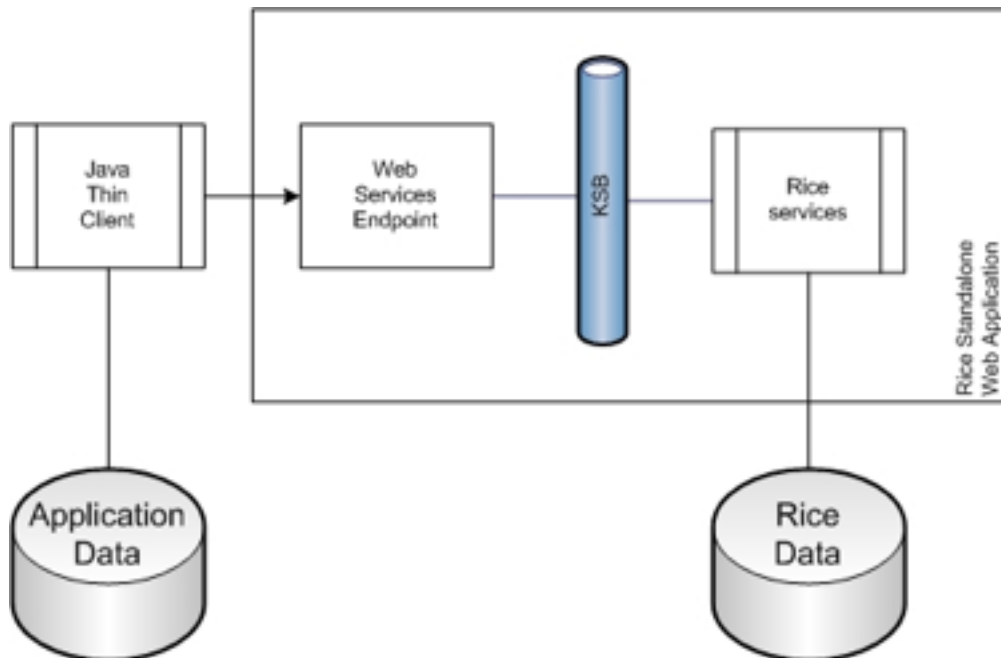 Java
Thin
Client
Web
Services
Endpoint
KSB
Rice
services
Rice Standalone
Web Application
Application
Data
Rice
Data